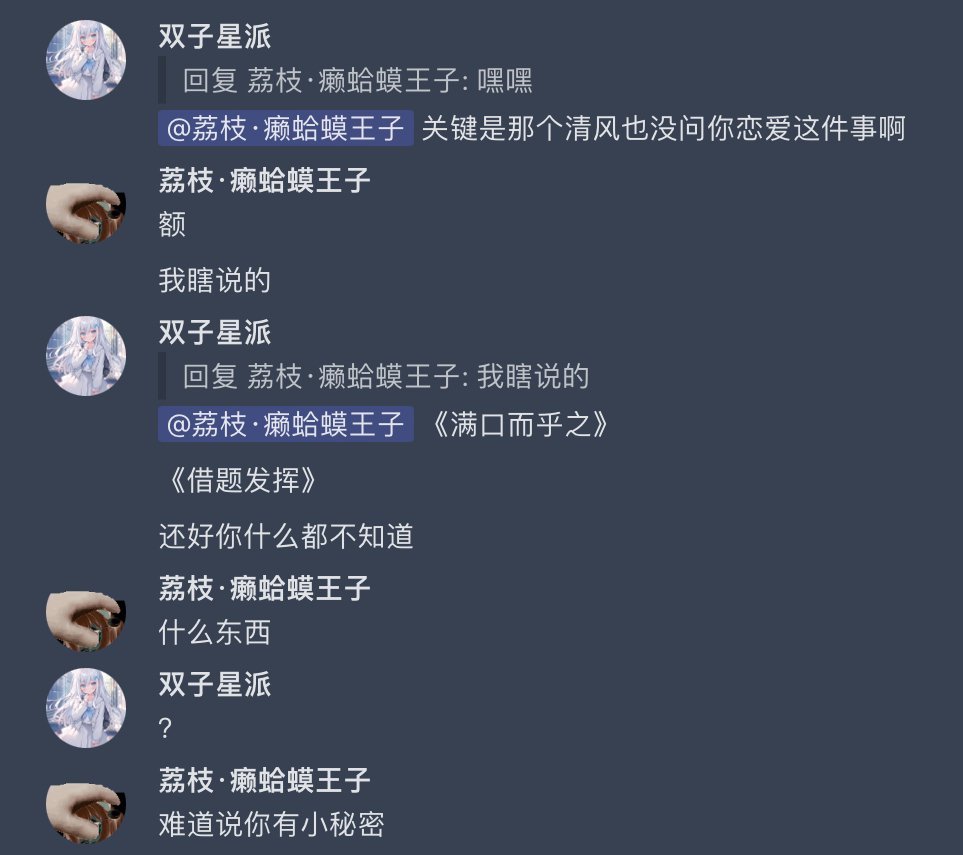 双子星派
回复 荔枝·癞蛤蟆王子: 嘿嘿
@荔枝·癞蛤蟆王子 关键是那个清风也没问你恋爱这件事啊
荔枝·癞蛤蟆王子
额
我瞎说的
双子星派
回复 荔枝·癞蛤蟆王子: 我瞎说的
@荔枝·癞蛤蟆王子 《满口而乎之》
《借题发挥》
还好你什么都不知道
荔枝·癞蛤蟆王子
什么东西
双子星派
?
荔枝·癞蛤蟆王子
难道说你有小秘密